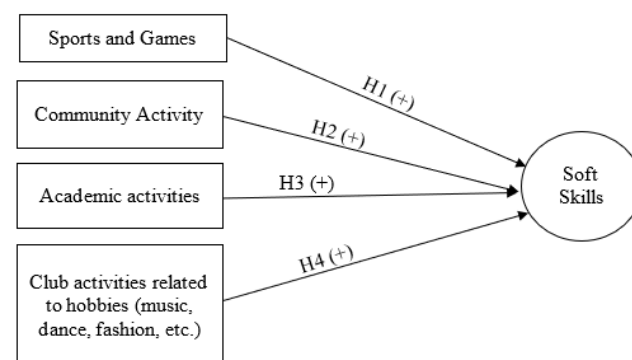 Sports and Games
H1 (+)
Community Activity
H2 (+)
Academic activities
H3 (+)
Soft
Skills
Club activities related
to hobbies (music,
dance, fashion, etc.)
H4 (+)